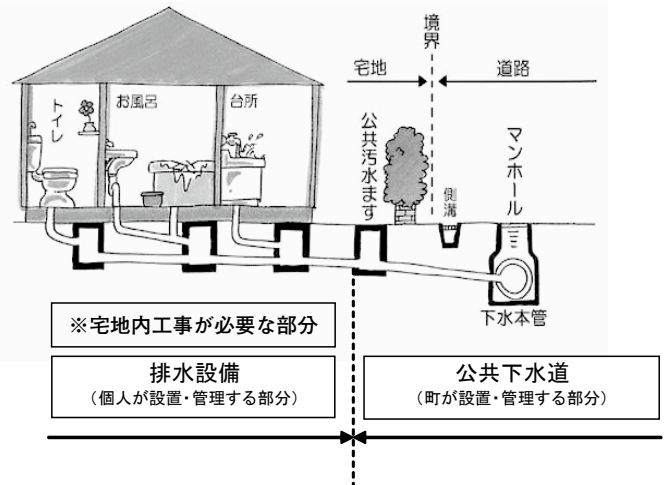 境界
宅地
道路
トイレ
お風呂
台所
公共汚水ます
側溝
マンホール
下水本管
※宅地内工事が必要な部分
排水設備
（個人が設置・管理する部分）
公共下水道
（町が設置・管理する部分）